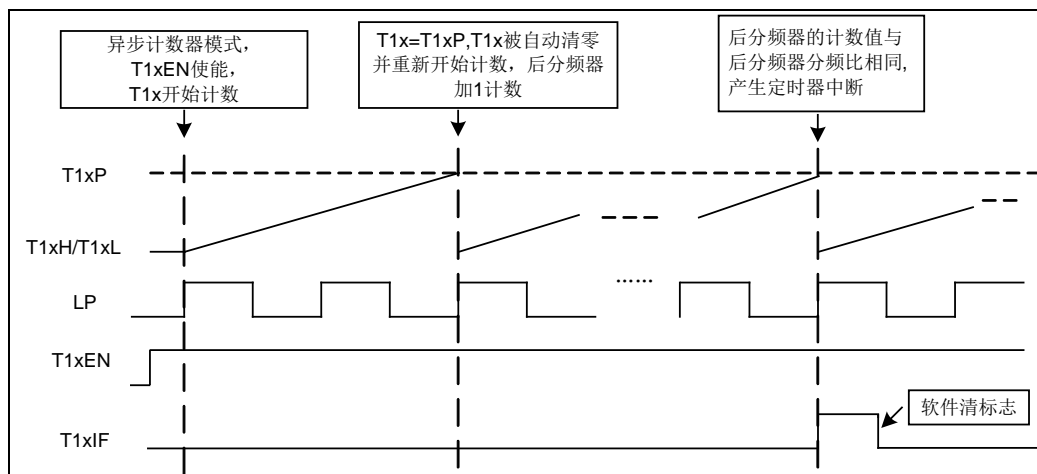 异步计数器模式，
T1xEN使能，
T1x开始计数
T1x=T1xP,T1x被自动清零
并重新开始计数，后分频器
加1计数
后分频器的计数值与
后分频器分频比相同,
产生定时器中断
T1xP
T1xH/T1xL
LP
……
T1xEN
软件清标志
T1xIF